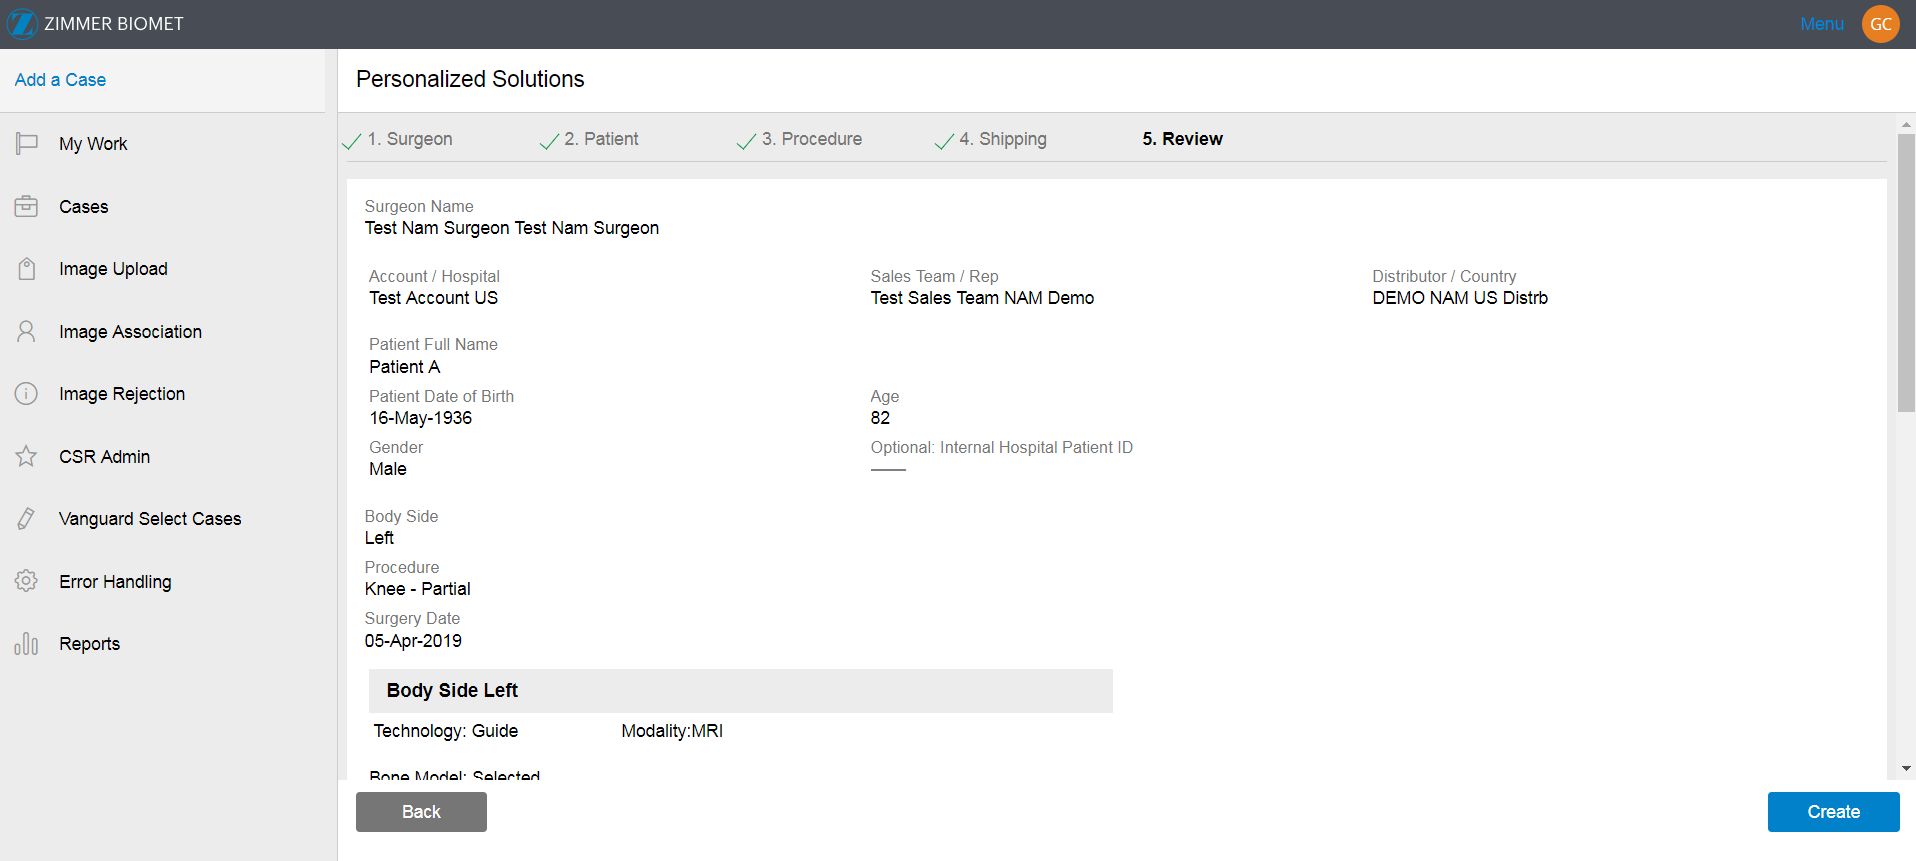 ZIMMER BIOMET
Menu
GC
Add a Case
Personalized Solutions
My Work
Cases
Image Upload
Image Association
Image Rejection
CSR Admin
Vanguard Select Cases
Error Handling
Reports
1. Surgeon
2. Patient
3. Procedure
4. Shipping
5. Review
Surgeon Name
Test Nam Surgeon Test Nam Surgeon
Account / Hospital
Test Account US
Sales Team / Rep
Test Sales Team NAM Demo
Distributor / Country
DEMO NAM US Distrb
Patient Full Name
Patient A
Patient Date of Birth
16-May-1936
Age
82
Gender
Male
Optional: Internal Hospital Patient ID
Body Side
Left
Procedure
Knee - Partial
Surgery Date
05-Apr-2019
Body Side Left
Technology: Guide
Modality:MRI
Bone Model: Selected
Back
Create